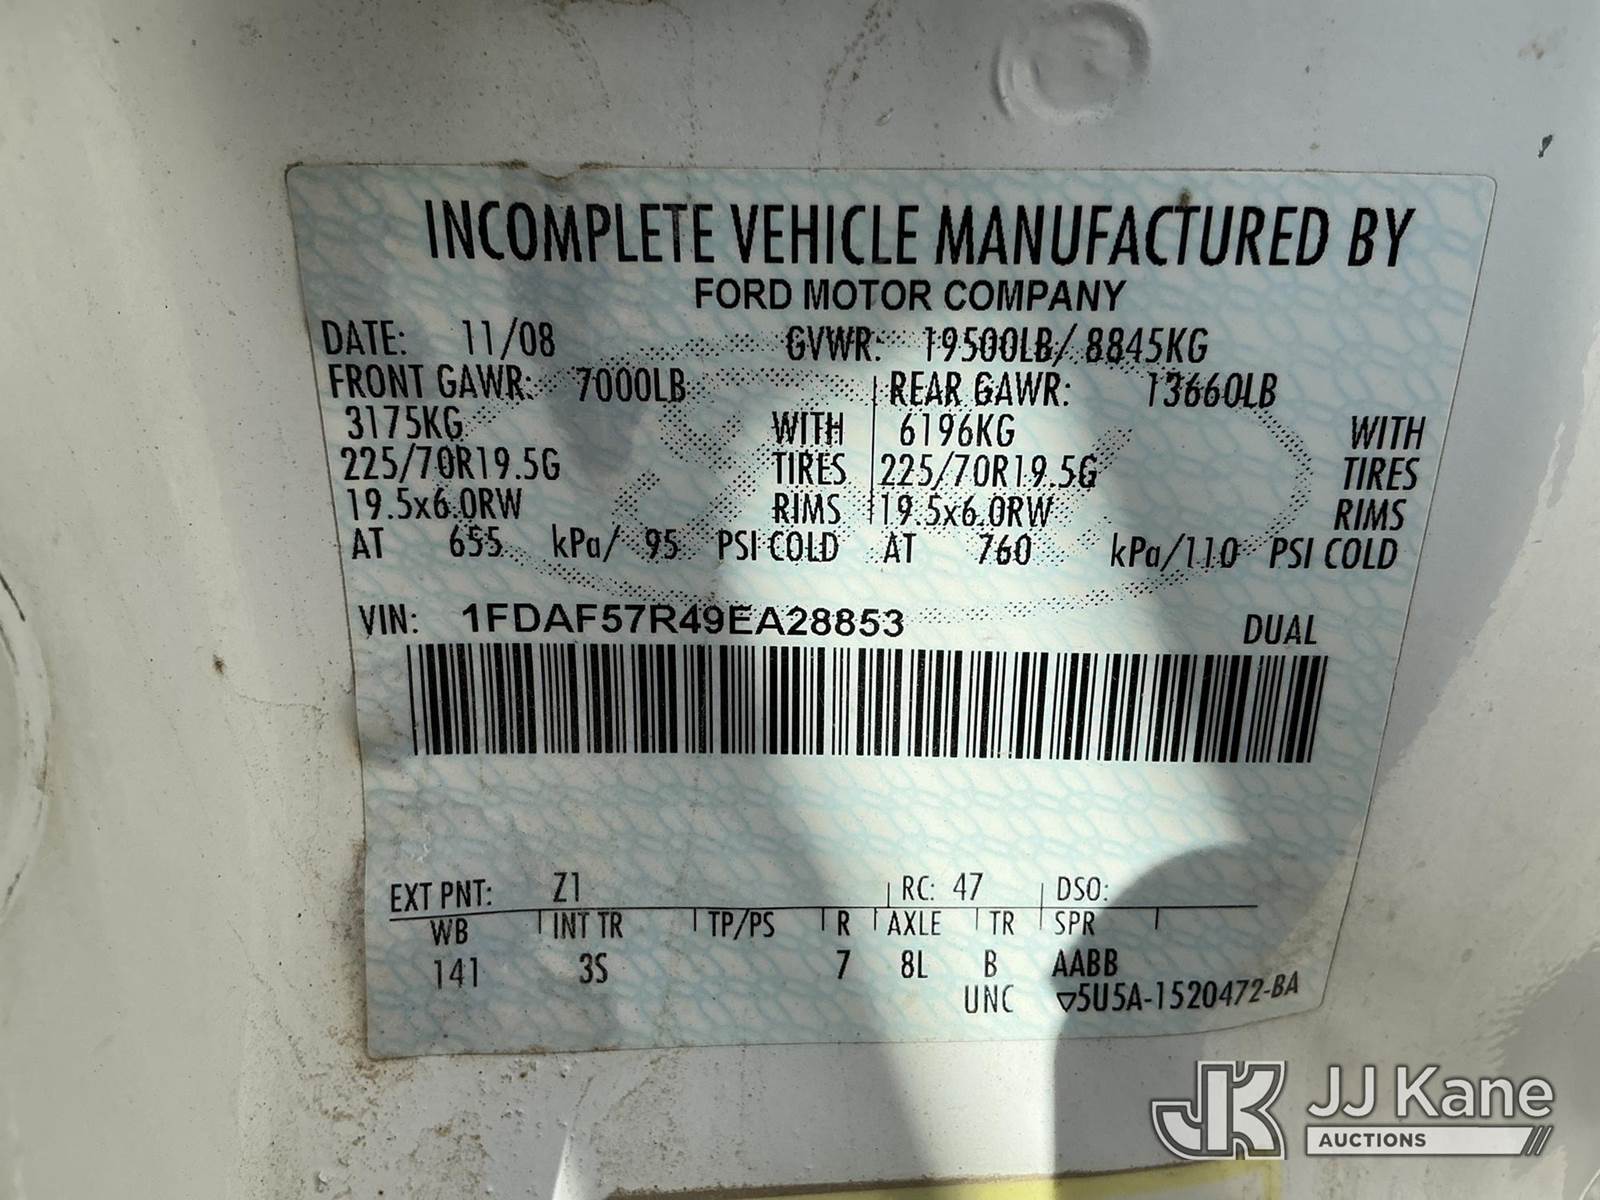 INCOMPLETE VEHICLE MANUFACTURED BY
FORD MOTOR COMPANY
DATE: 11/08 GVWR: 19500LB/ 8845KG
FRONT GAWR: 7000LB REAR GAWR: 13660LB
3175KG WITH 6196KG WITH
225/70R19.5G TIRES 225/70R19.5G TIRES
19.5x6.0RW RIMS 19.5x6.0RW RIMS
AT 655 kPa/ 95 PSI COLD AT 760 kPa/110 PSI COLD
VIN: 1FDAF57R49EA28853 DUAL
EXT PNT: Z1 RC: 47 DSO:
WB INT TR TP/PS R AXLE TR SPR
141 3S 7 8L B AABB
UNC ▽5U5A-1520472-BA
JK JJ Kane
AUCTIONS